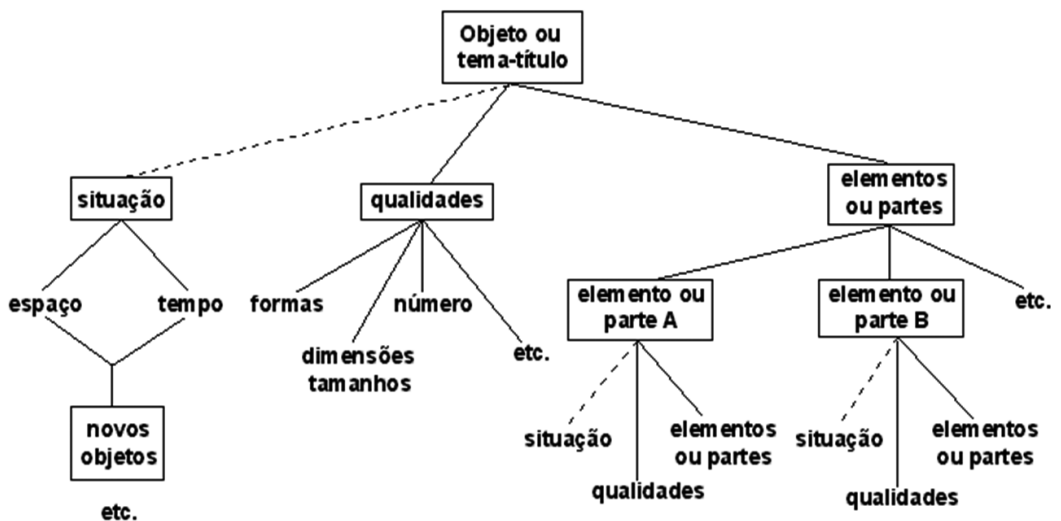 Objeto ou
tema-título
situação
qualidades
elementos
ou partes
espaço
tempo
formas
número
dimensões
tamanhos
etc.
elemento ou
parte A
elemento ou
parte B
etc.
novos
objetos
etc.
situação
qualidades
elementos
ou partes
situação
qualidades
elementos
ou partes